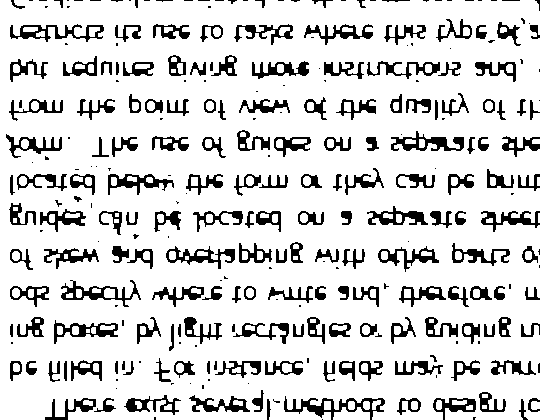 There exist several methods to design fo
be filled in. For instance, fields may be surr
ing boxes, by light rectangles or by guiding ru
ods specify where to write and, therefore, m
of skew and overlapping with other parts o
guides can be located on a separate sheet
located below the form or they can be print
form. The use of guides on a separate she
from the point of view of the quality of th
but requires giving more instructions and,
restricts its use to tasks where this type of a